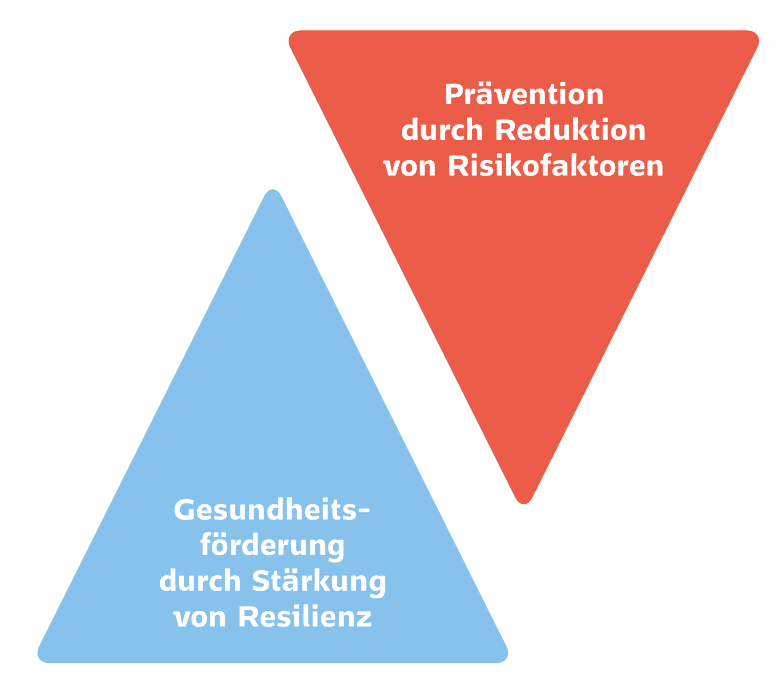 Prävention
durch Reduktion
von Risikofaktoren
Gesundheits-
förderung
durch Stärkung
von Resilienz